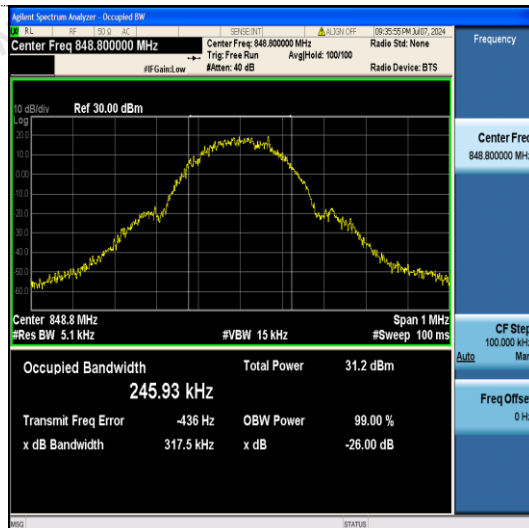 Agilent Spectrum Analyzer - Occupied BW
RL RF 50 Ω AC SENSE:INT ALIGN OFF 09:35:55 PM Jul 07, 2024
Center Freq 848.800000 MHz
Center Freq: 848.800000 MHz
Radio Std: None
Trig: Free Run Avg|Hold: 100/100
#IFGain:Low #Atten: 40 dB Radio Device: BTS
Frequency
10 dB/div Ref 30.00 dBm
Log
20.0
10.0
0.00
-10.0
-20.0
-30.0
-40.0
-50.0
-60.0
Center Freq
848.800000 MHz
Center 848.8 MHz Span 1 MHz
#Res BW 5.1 kHz #VBW 15 kHz #Sweep 100 ms
CF Step
100.000 kHz
Auto Man
Occupied Bandwidth Total Power 31.2 dBm
245.93 kHz
Transmit Freq Error -436 Hz OBW Power 99.00 %
x dB Bandwidth 317.5 kHz x dB -26.00 dB
Freq Offset
0 Hz
MSG STATUS